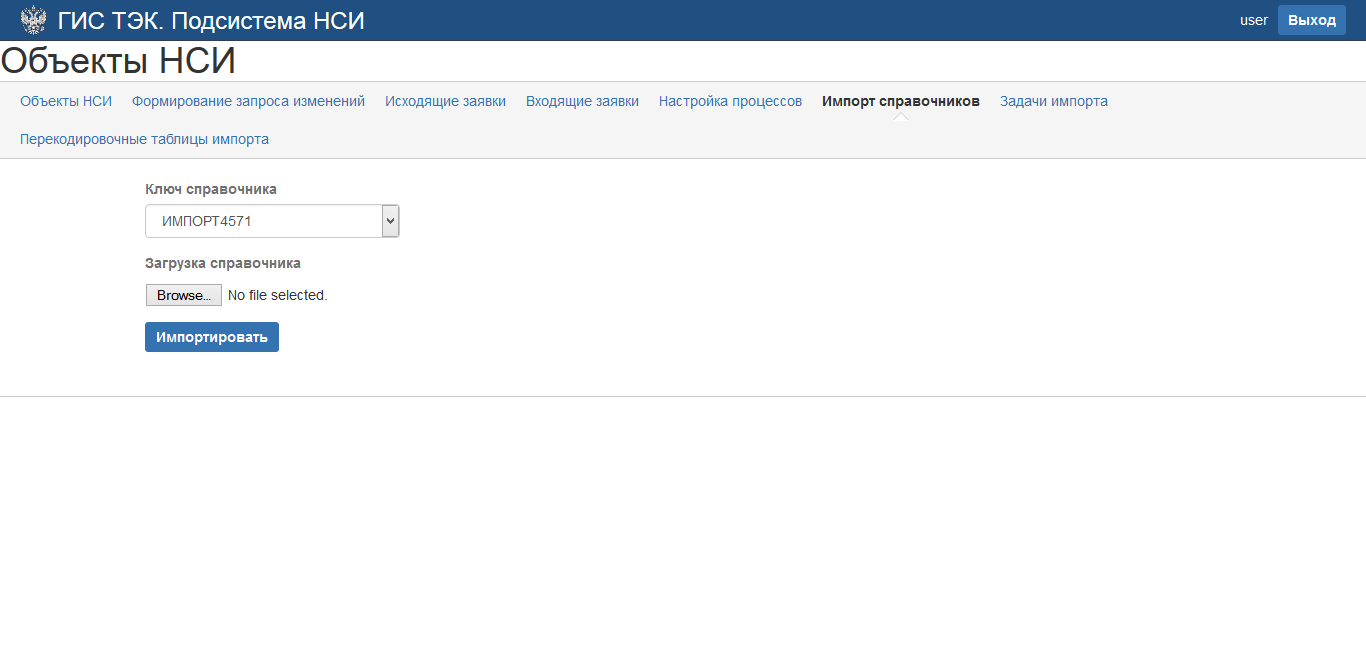 ГИС ТЭК. Подсистема НСИ
user
Выход
Объекты НСИ
Объекты НСИ Формирование запроса изменений Исходящие заявки Входящие заявки Настройка процессов Импорт справочников Задачи импорта
Перекодировочные таблицы импорта
Ключ справочника
ИМПОРТ4571
Загрузка справочника
Browse... No file selected.
Импортировать